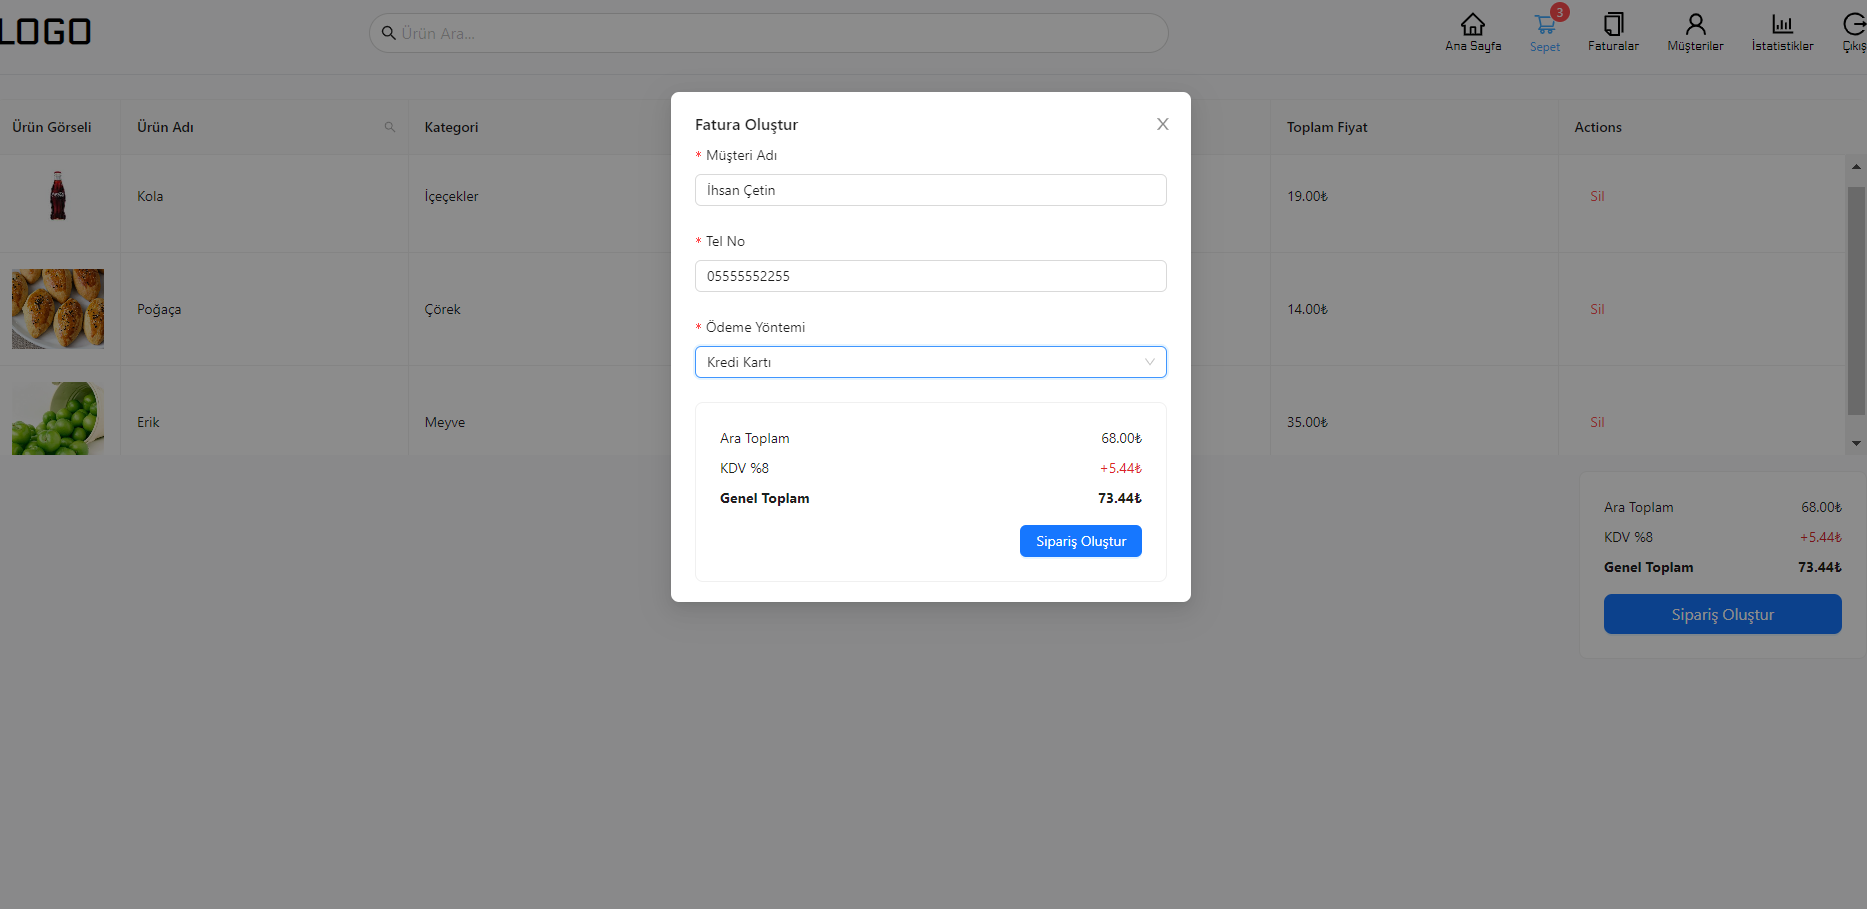 LOGO
Ürün Ara...
3
Ana Sayfa
Sepet
Faturalar
Müşteriler
İstatistikler
Çıkış
Ürün Görseli
Ürün Adı
Kategori
Toplam Fiyat
Actions
Kola
İçeçekler
19.00₺
Sil
Poğaça
Çörek
14.00₺
Sil
Erik
Meyve
35.00₺
Sil
Fatura Oluştur
* Müşteri Adı
İhsan Çetin
* Tel No
05555552255
* Ödeme Yöntemi
Kredi Kartı
Ara Toplam 68.00₺
KDV %8 +5.44₺
Genel Toplam 73.44₺
Sipariş Oluştur
Ara Toplam 68.00₺
KDV %8 +5.44₺
Genel Toplam 73.44₺
Sipariş Oluştur